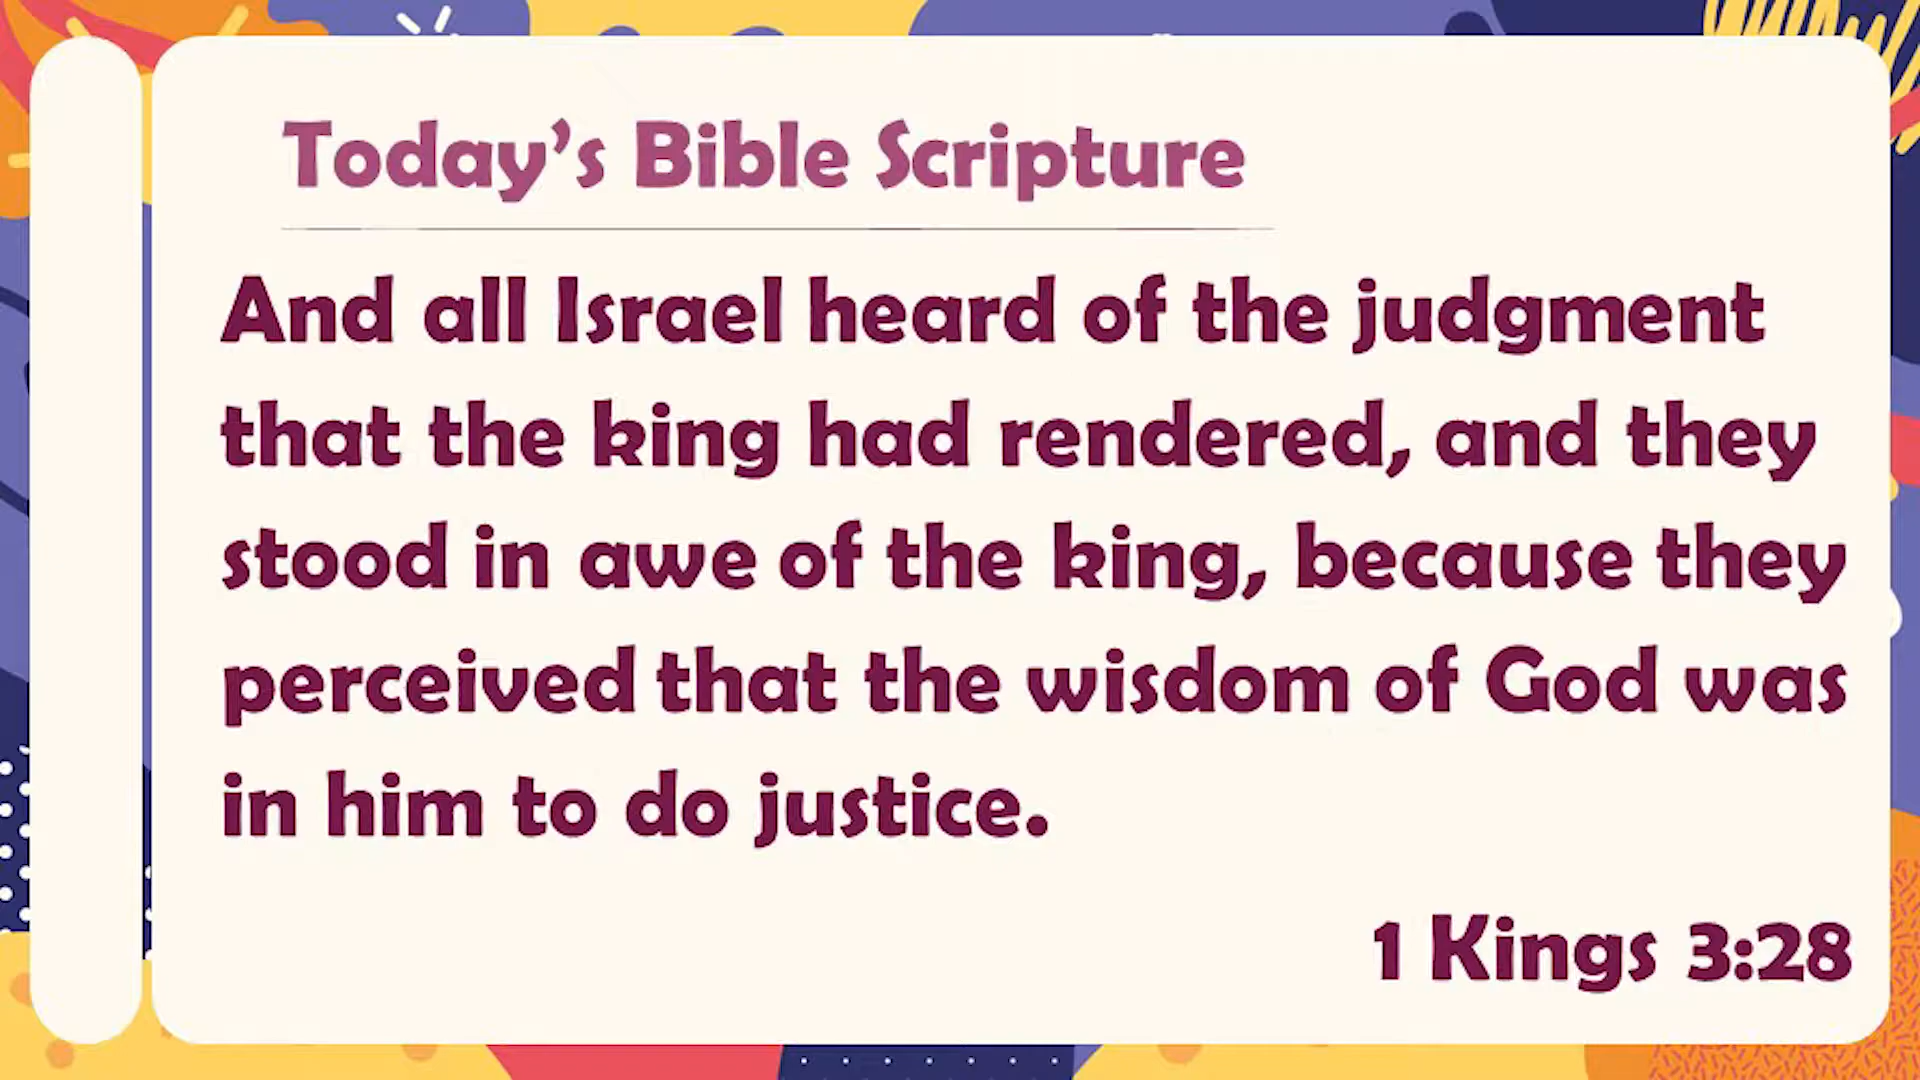 Today’s Bible Scripture
And all Israel heard of the judgment
that the king had rendered, and they
stood in awe of the king, because they
perceived that the wisdom of God was
in him to do justice.
1 Kings 3:28